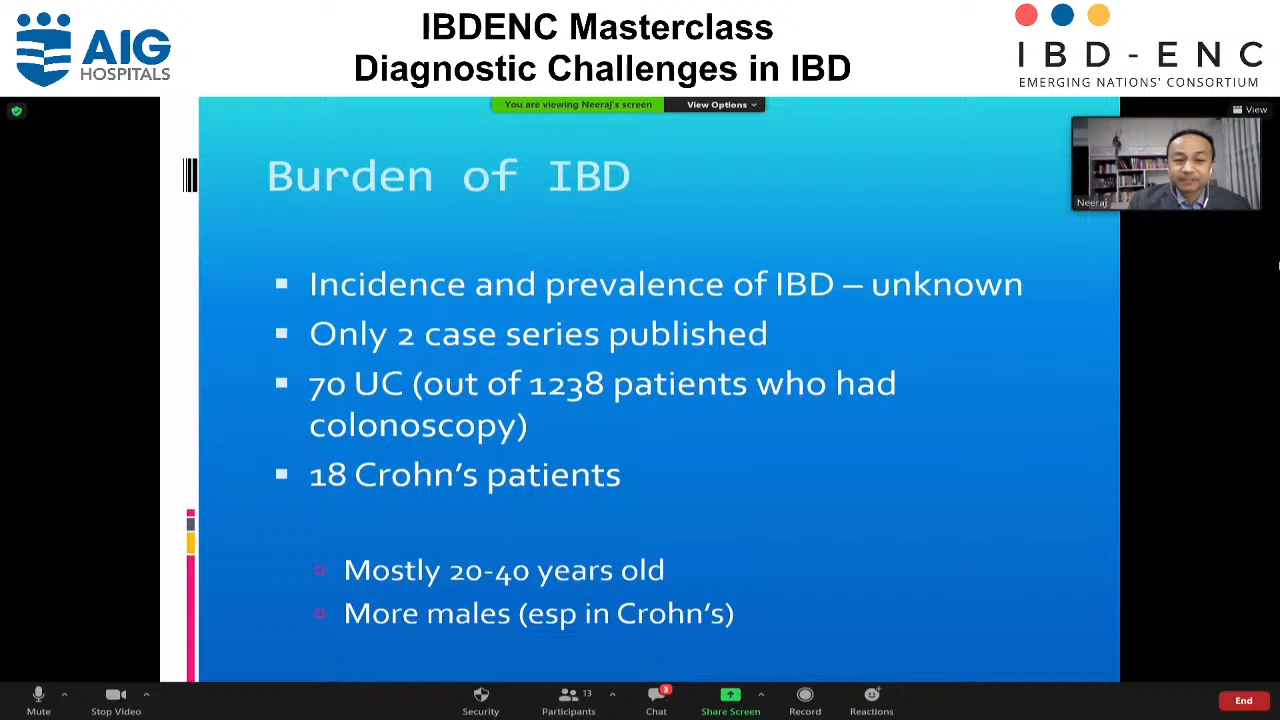 AIG
HOSPITALS
IBDENC Masterclass
Diagnostic Challenges in IBD
IBD-ENC
EMERGING NATIONS' CONSORTIUM
You are viewing Neeraj's screen
View Options
View
Neeraj
Burden of IBD
Incidence and prevalence of IBD – unknown
Only 2 case series published
70 UC (out of 1238 patients who had
colonoscopy)
18 Crohn's patients
Mostly 20-40 years old
More males (esp in Crohn's)
Mute
Stop Video
Security
13
Participants
3
Chat
Share Screen
Record
Reactions
End